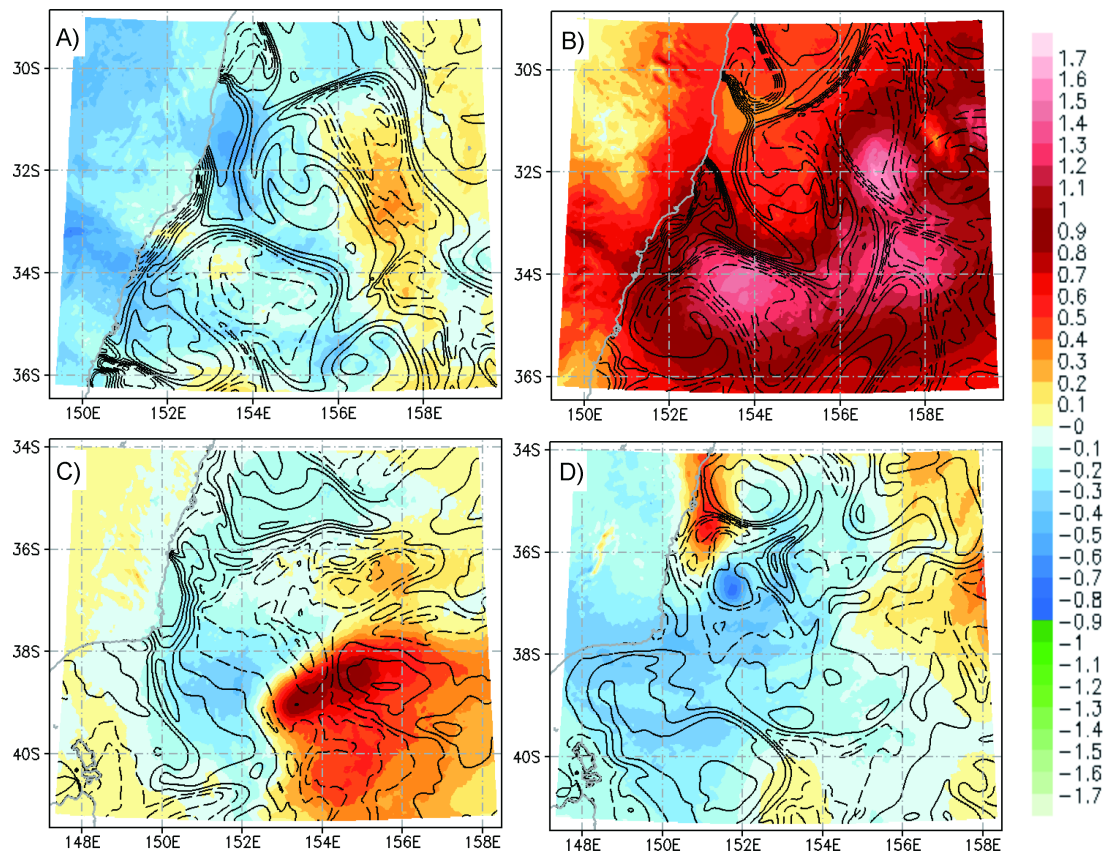 A)
B)
30S
32S
34S
36S
150E 152E 154E 156E 158E
30S
32S
34S
36S
150E 152E 154E 156E 158E
C)
D)
34S
36S
38S
40S
148E 150E 152E 154E 156E 158E
34S
36S
38S
40S
148E 150E 152E 154E 156E 158E
1.7
1.6
1.5
1.4
1.3
1.2
1.1
1
0.9
0.8
0.7
0.6
0.5
0.4
0.3
0.2
0.1
−0
−0.1
−0.2
−0.3
−0.4
−0.5
−0.6
−0.7
−0.8
−0.9
−1
−1.1
−1.2
−1.3
−1.4
−1.5
−1.6
−1.7